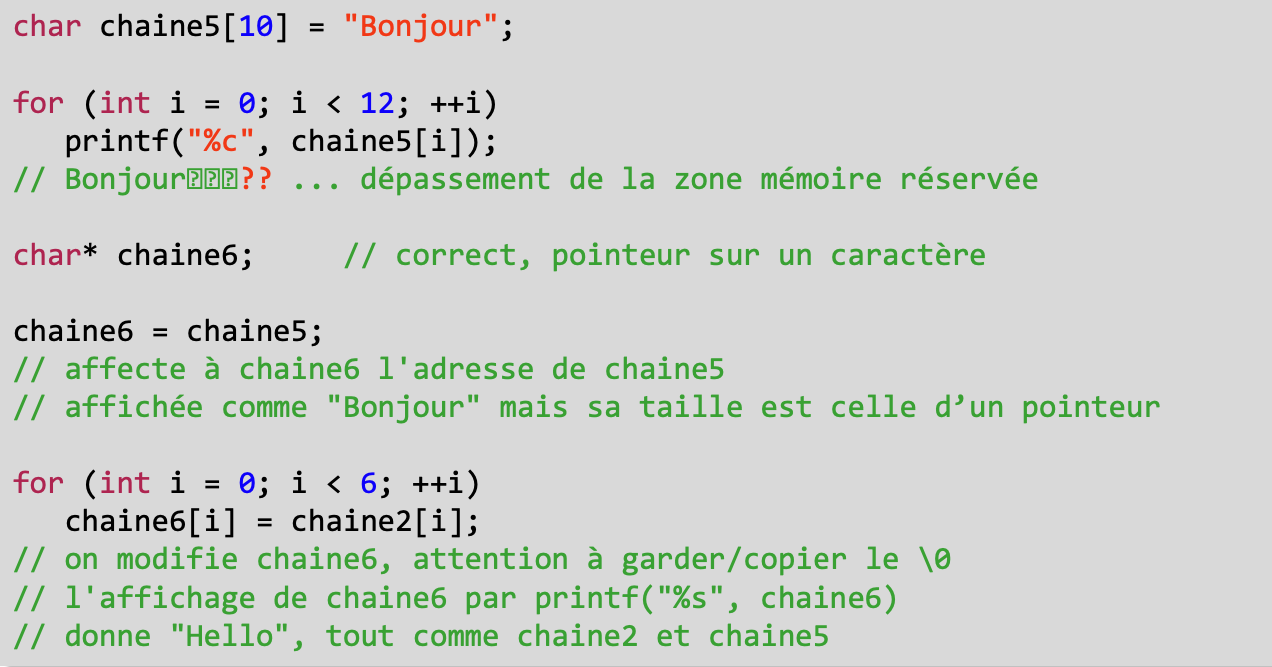 char chaine5[10] = "Bonjour";
for (int i = 0; i < 12; ++i)
printf("%c", chaine5[i]);
// Bonjour⍰⍰⍰?? ... dépassement de la zone mémoire réservée
char* chaine6; // correct, pointeur sur un caractère
chaine6 = chaine5;
// affecte à chaine6 l'adresse de chaine5
// affichée comme "Bonjour" mais sa taille est celle d’un pointeur
for (int i = 0; i < 6; ++i)
chaine6[i] = chaine2[i];
// on modifie chaine6, attention à garder/copier le \0
// l'affichage de chaine6 par printf("%s", chaine6)
// donne "Hello", tout comme chaine2 et chaine5